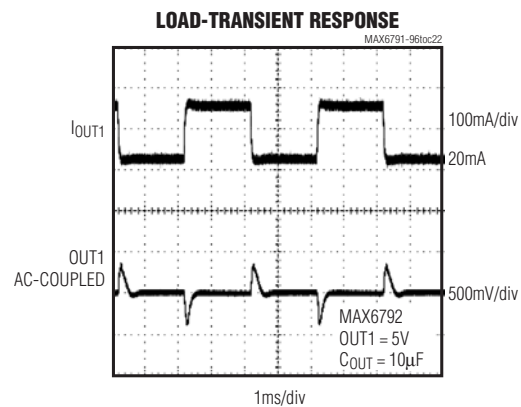 LOAD-TRANSIENT RESPONSE
MAX6791-96toc22
IOUT1
100mA/div
20mA
OUT1
AC-COUPLED
500mV/div
MAX6792
OUT1 = 5V
COUT = 10μF
1ms/div